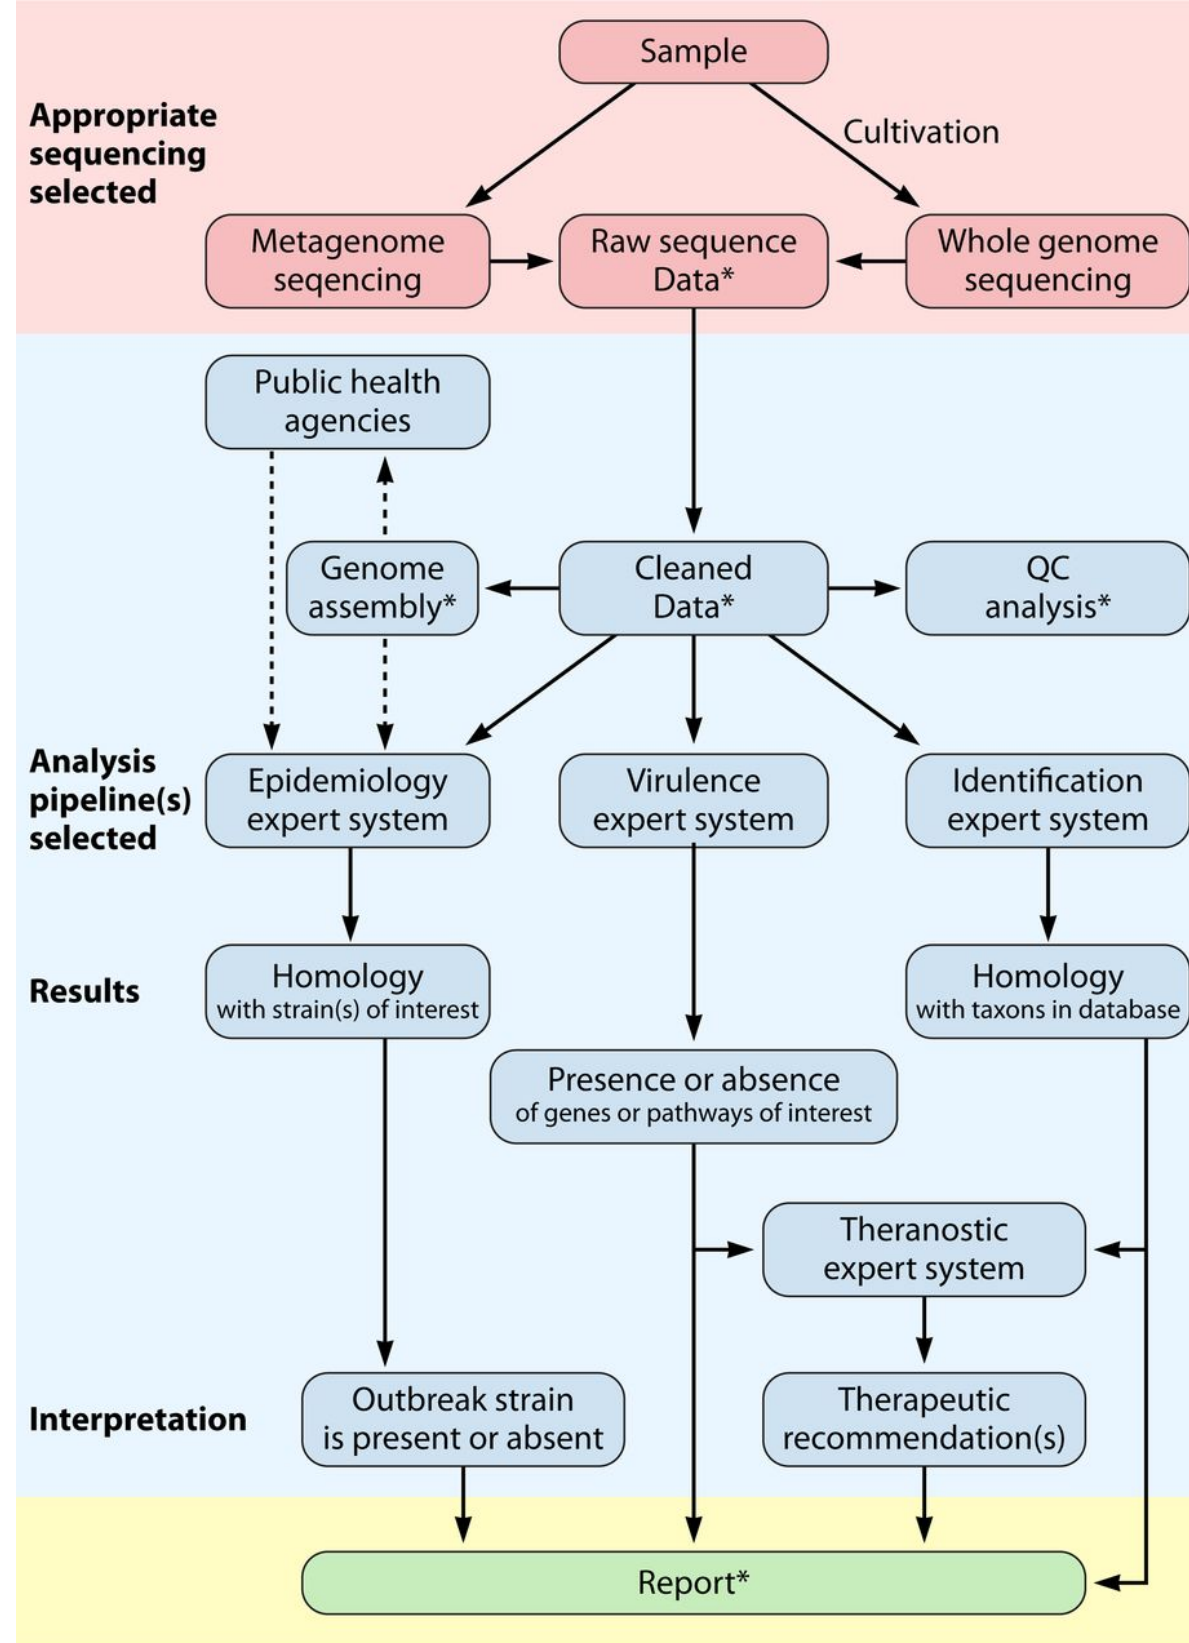 Sample
Appropriate
sequencing
selected
Cultivation
Metagenome
seqencing
Raw sequence
Data*
Whole genome
sequencing
Public health
agencies
Genome
assembly*
Cleaned
Data*
QC
analysis*
Analysis
pipeline(s)
selected
Epidemiology
expert system
Virulence
expert system
Identification
expert system
Results
Homology
with strain(s) of interest
Homology
with taxons in database
Presence or absence
of genes or pathways of interest
Theranostic
expert system
Interpretation
Outbreak strain
is present or absent
Therapeutic
recommendation(s)
Report*